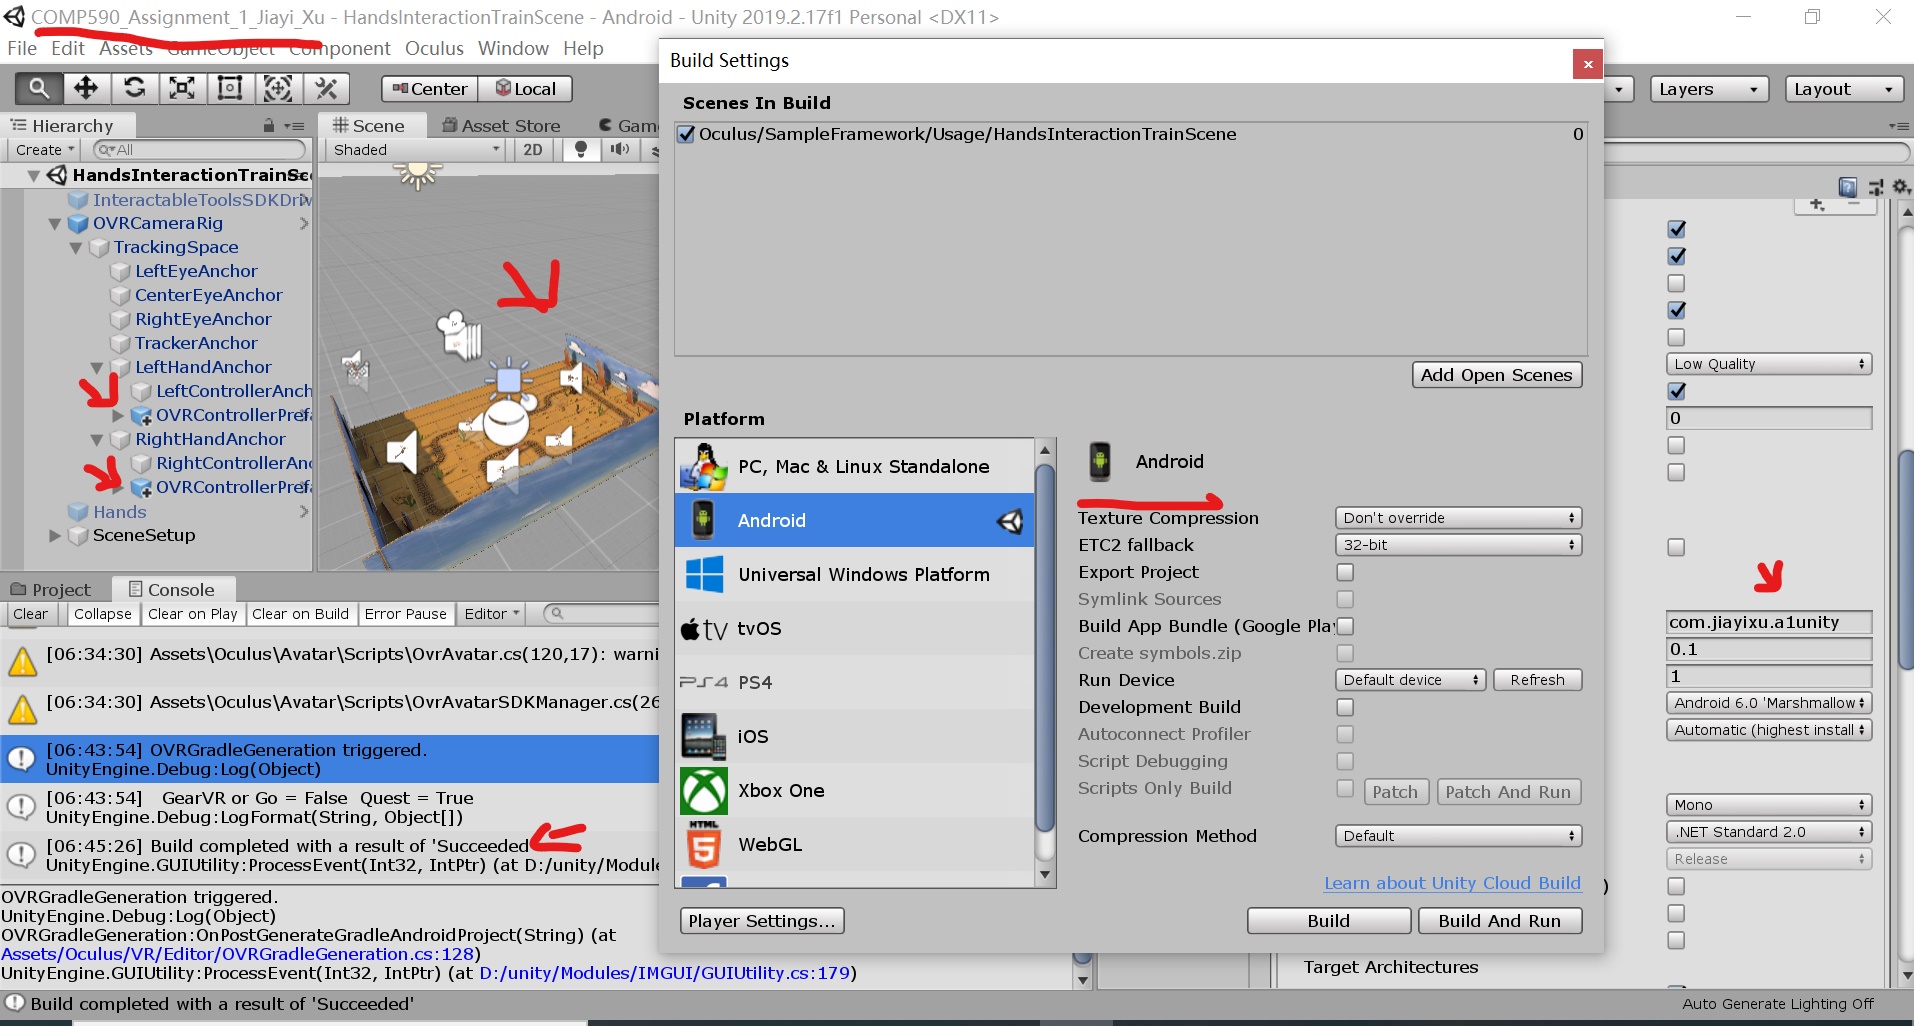 COMP590_Assignment_1_Jiayi_Xu - HandsInteractionTrainScene - Android - Unity 2019.2.17f1 Personal <DX11>
File Edit Assets GameObject Component Oculus Window Help
Center Local
Layers Layout
Hierarchy
Create All
HandsInteractionTrainSc
InteractableToolsSDKDriv
OVRCameraRig
TrackingSpace
LeftEyeAnchor
CenterEyeAnchor
RightEyeAnchor
TrackerAnchor
LeftHandAnchor
LeftControllerAnch
OVRControllerPrefa
RightHandAnchor
RightControllerAnc
OVRControllerPrefa
Hands
SceneSetup
Scene Asset Store Gam
Shaded 2D
Project Console
Clear Collapse Clear on Play Clear on Build Error Pause Editor
[06:34:30] Assets\Oculus\Avatar\Scripts\OvrAvatar.cs(120,17): warni
[06:34:30] Assets\Oculus\Avatar\Scripts\OvrAvatarSDKManager.cs(26
[06:43:54] OVRGradleGeneration triggered.
UnityEngine.Debug:Log(Object)
[06:43:54] GearVR or Go = False Quest = True
UnityEngine.Debug:LogFormat(String, Object[])
[06:45:26] Build completed with a result of 'Succeeded
UnityEngine.GUIUtility:ProcessEvent(Int32, IntPtr) (at D:/unity/Module
OVRGradleGeneration triggered.
UnityEngine.Debug:Log(Object)
OVRGradleGeneration:OnPostGenerateGradleAndroidProject(String) (at
Assets/Oculus/VR/Editor/OVRGradleGeneration.cs:128)
UnityEngine.GUIUtility:ProcessEvent(Int32, IntPtr) (at D:/unity/Modules/IMGUI/GUIUtility.cs:179)
Build completed with a result of 'Succeeded'
Build Settings
Scenes In Build
Oculus/SampleFramework/Usage/HandsInteractionTrainScene 0
Add Open Scenes
Platform
PC, Mac & Linux Standalone
Android
Universal Windows Platform
tv tvOS
PS4 PS4
iOS
Xbox One
HTML 5 WebGL
Player Settings...
Android
Texture Compression Don't override
ETC2 fallback 32-bit
Export Project
Symlink Sources
Build App Bundle (Google Play
Create symbols.zip
Run Device Default device Refresh
Development Build
Autoconnect Profiler
Script Debugging
Scripts Only Build Patch Patch And Run
Compression Method Default
Learn about Unity Cloud Build
Build Build And Run
Low Quality
0
com.jiayixu.a1unity
0.1
1
Android 6.0 'Marshmallow
Automatic (highest install
Mono
.NET Standard 2.0
Release
)
Target Architectures
Auto Generate Lighting Off